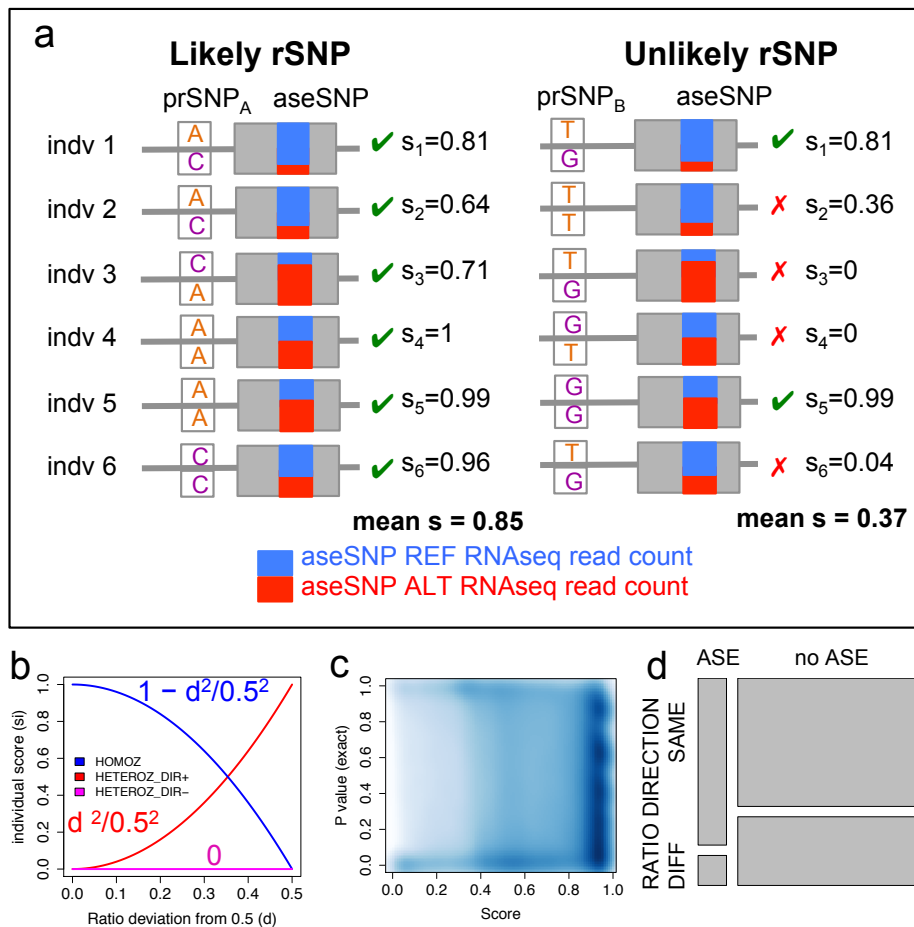 a
Likely rSNP
Unlikely rSNP
prSNP_A aseSNP
prSNP_B aseSNP
indv 1
A
C
✔ s₁=0.81
T
G
✔ s₁=0.81
indv 2
A
C
✔ s₂=0.64
T
T
✗ s₂=0.36
indv 3
C
A
✔ s₃=0.71
T
G
✗ s₃=0
indv 4
A
A
✔ s₄=1
G
T
✗ s₄=0
indv 5
A
A
✔ s₅=0.99
G
G
✔ s₅=0.99
indv 6
C
C
✔ s₆=0.96
T
G
✗ s₆=0.04
mean s = 0.85
mean s = 0.37
aseSNP REF RNAseq read count
aseSNP ALT RNAseq read count
b
individual score (si)
0.0 0.2 0.4 0.6 0.8 1.0
1 − d²/0.5²
HOMOZ
HETEROZ_DIR+
HETEROZ_DIR−
d ²/0.5²
0
0.0 0.1 0.2 0.3 0.4 0.5
Ratio deviation from 0.5 (d)
c
P value (exact)
0.0 0.2 0.4 0.6 0.8 1.0
0.0 0.2 0.4 0.6 0.8 1.0
Score
d
ASE no ASE
RATIO DIRECTION
DIFF SAME